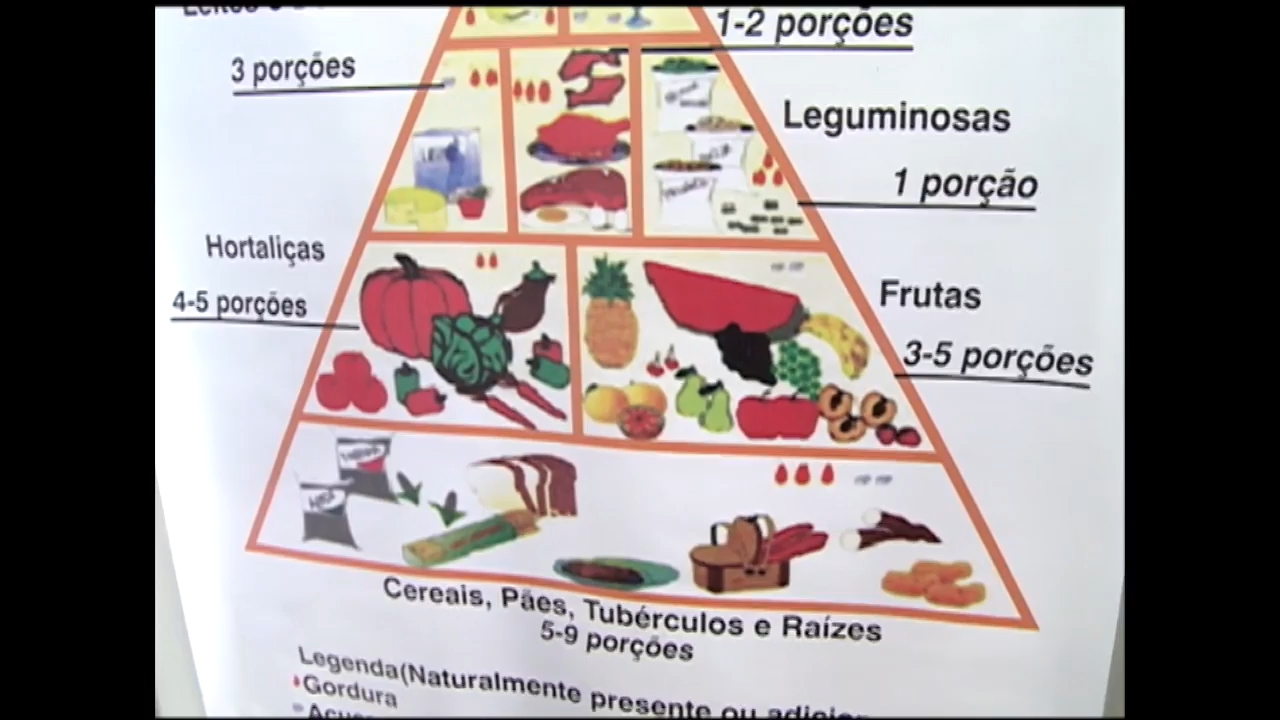 1-2 porções
3 porções
Leguminosas
1 porção
Hortaliças
4-5 porções
Frutas
3-5 porções
Cereais, Pães, Tubérculos e Raízes
5-9 porções
Legenda(Naturalmente presente ou
Gordura